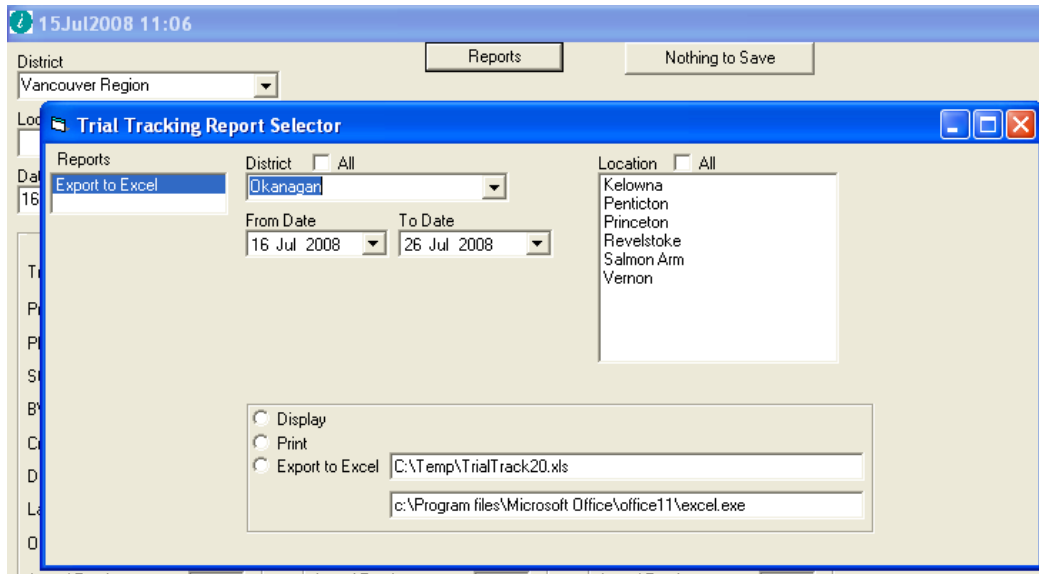 15Jul2008 11:06
District
Reports
Nothing to Save
Vancouver Region
Trial Tracking Report Selector
Reports
District All
Location All
Export to Excel
Okanagan
Kelowna
Penticton
Princeton
Revelstoke
Salmon Arm
Vernon
From Date To Date
16 Jul 2008 26 Jul 2008
16
Display
Print
Export to Excel C:\Temp\TrialTrack20.xls
c:\Program files\Microsoft Office\office11\excel.exe